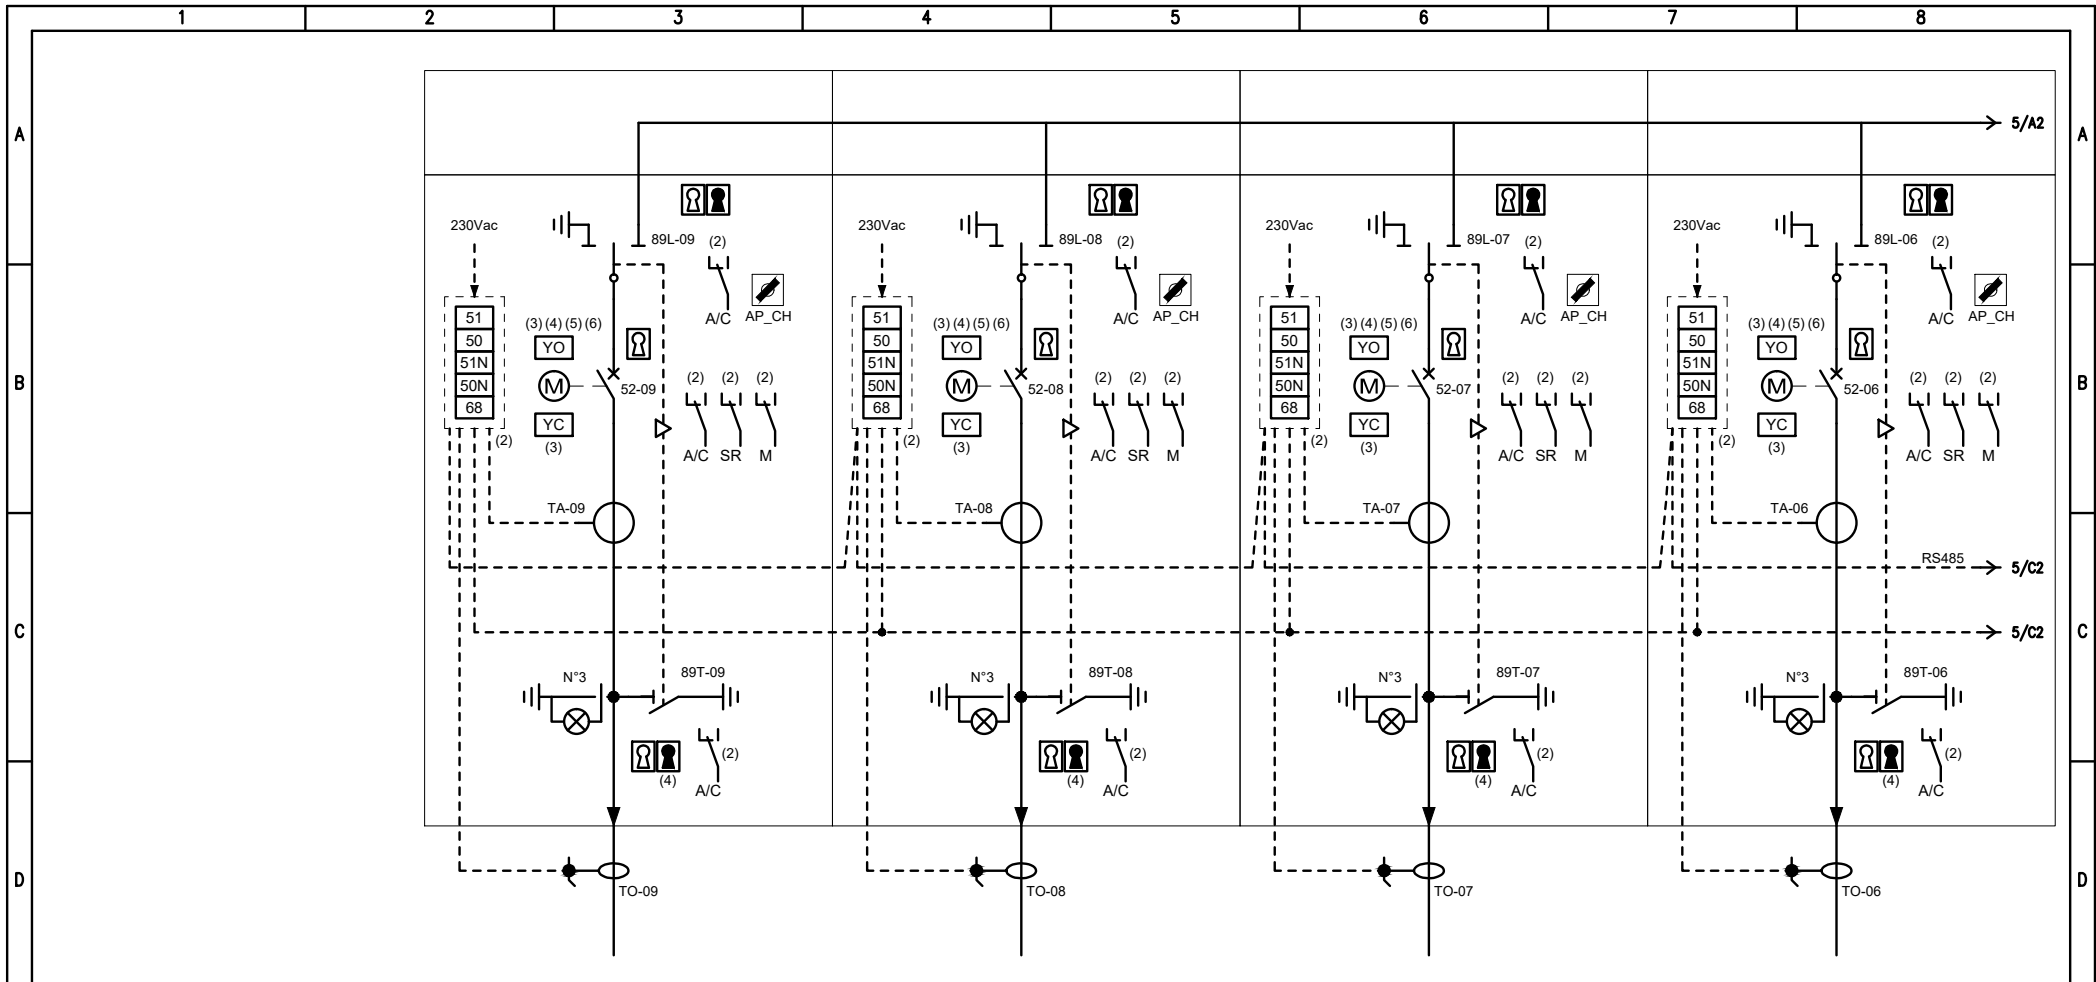 1 2 3 4 5 6 7 8
A A
5/A2
230Vac 89L-09 (2) 230Vac 89L-08 (2) 230Vac 89L-07 (2) 230Vac 89L-06 (2)
A/C AP_CH A/C AP_CH A/C AP_CH A/C AP_CH
51 (3) (4) (5) (6) 51 (3) (4) (5) (6) 51 (3) (4) (5) (6) 51 (3) (4) (5) (6)
50 YO 50 YO 50 YO 50 YO
51N 51N 51N 51N
B B
50N M 52-09 (2) (2) (2) 50N M 52-08 (2) (2) (2) 50N M 52-07 (2) (2) (2) 50N M 52-06 (2) (2) (2)
68 68 68 68
YC YC YC YC
(2) (3) (2) (3) (2) (3) (2) (3)
A/C SR M A/C SR M A/C SR M A/C SR M
TA-09 TA-08 TA-07 TA-06
RS485 5/C2
C 5/C2 C
N°3 89T-09 N°3 89T-08 N°3 89T-07 N°3 89T-06
(2) (2) (2) (2)
(4) A/C (4) A/C (4) A/C (4) A/C
D D
TO-09 TO-08 TO-07 TO-06